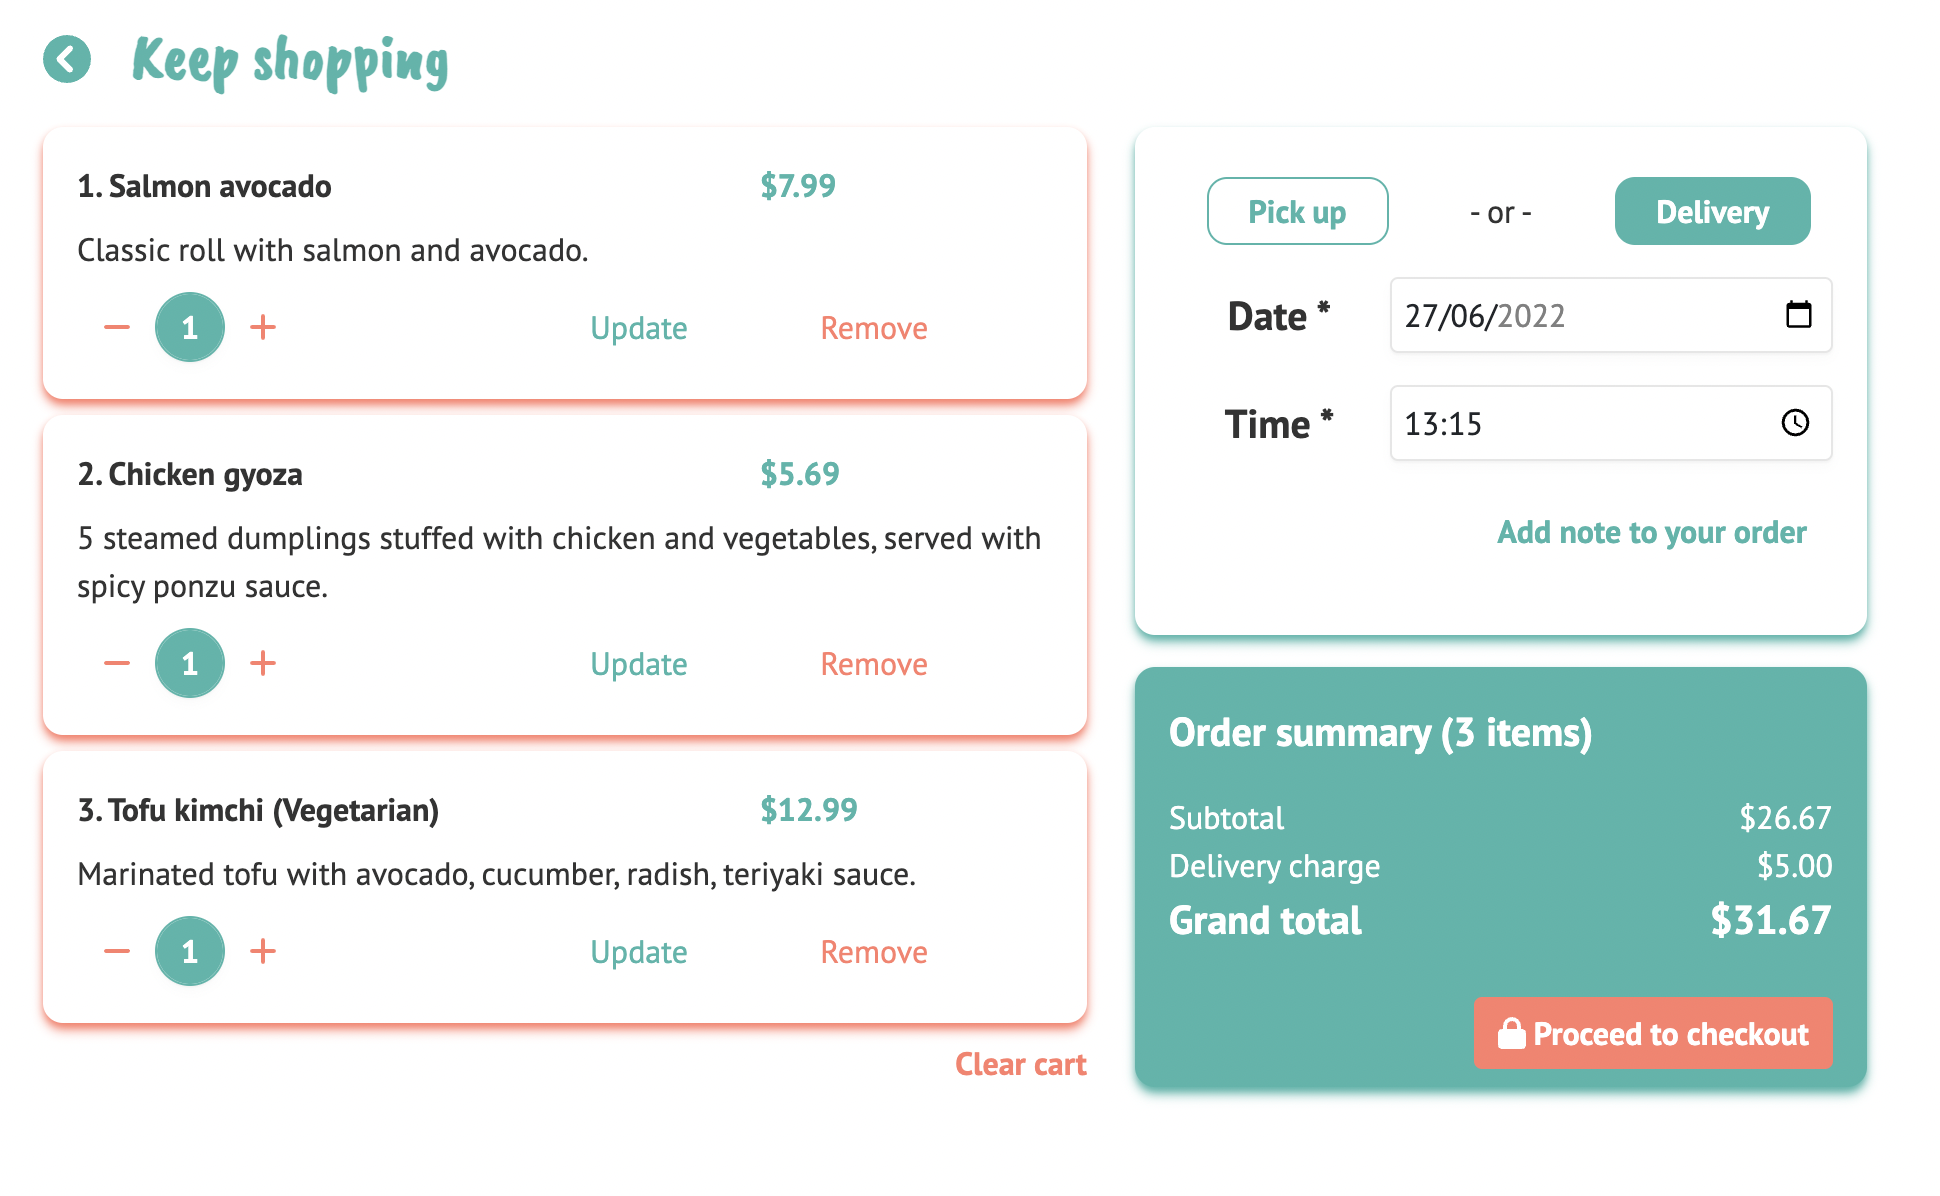 Keep shopping
1. Salmon avocado $7.99
Classic roll with salmon and avocado.
1 Update Remove
2. Chicken gyoza $5.69
5 steamed dumplings stuffed with chicken and vegetables, served with
spicy ponzu sauce.
1 Update Remove
3. Tofu kimchi (Vegetarian) $12.99
Marinated tofu with avocado, cucumber, radish, teriyaki sauce.
1 Update Remove
Clear cart
Pick up - or - Delivery
Date * 27/06/2022
Time * 13:15
Add note to your order
Order summary (3 items)
Subtotal $26.67
Delivery charge $5.00
Grand total $31.67
Proceed to checkout